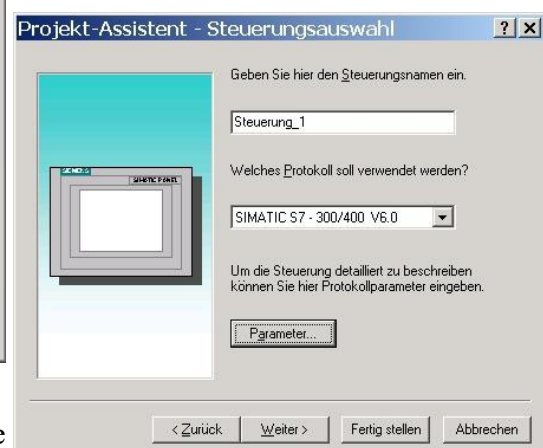 Projekt-Assistent - Steuerungsauswahl
Geben Sie hier den Steuerungsnamen ein.
Steuerung_1
SIEMENS
SIMATIC PANEL
Welches Protokoll soll verwendet werden?
SIMATIC S7 - 300/400 V6.0
Um die Steuerung detailliert zu beschreiben
können Sie hier Protokollparameter eingeben.
Parameter...
< Zurück
Weiter >
Fertig stellen
Abbrechen
e